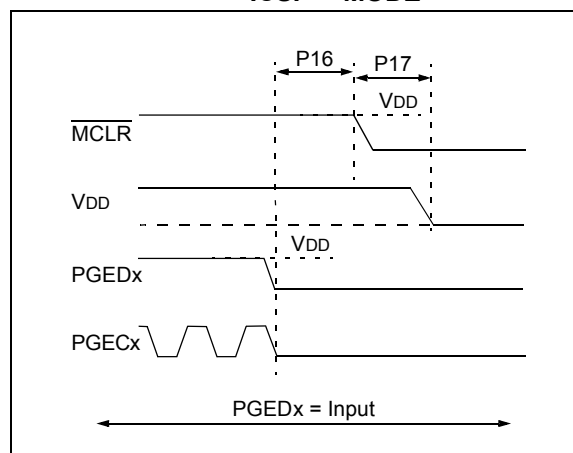 P16
P17
VDD
MCLR
VDD
VDD
PGEDx
PGECx
PGEDx = Input